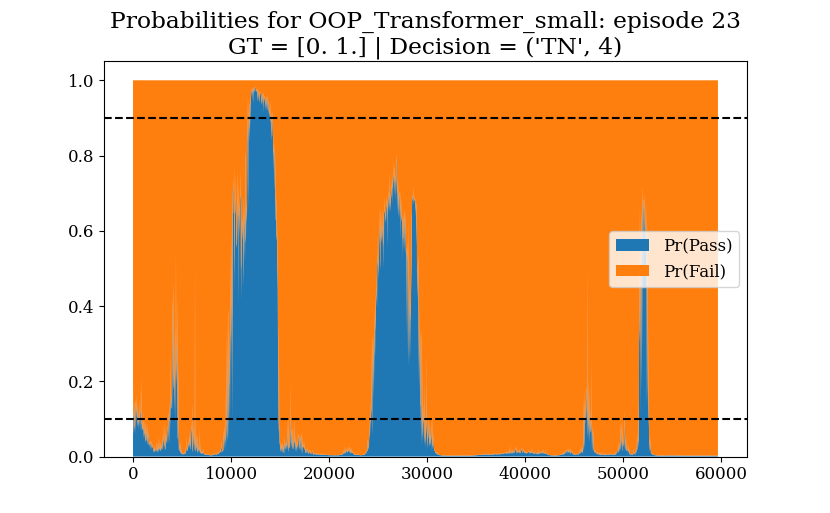 Probabilities for OOP_Transformer_small: episode 23
GT = [0. 1.] | Decision = ('TN', 4)
1.0
0.8
0.6
0.4
0.2
0.0
Pr(Pass)
Pr(Fail)
0 10000 20000 30000 40000 50000 60000